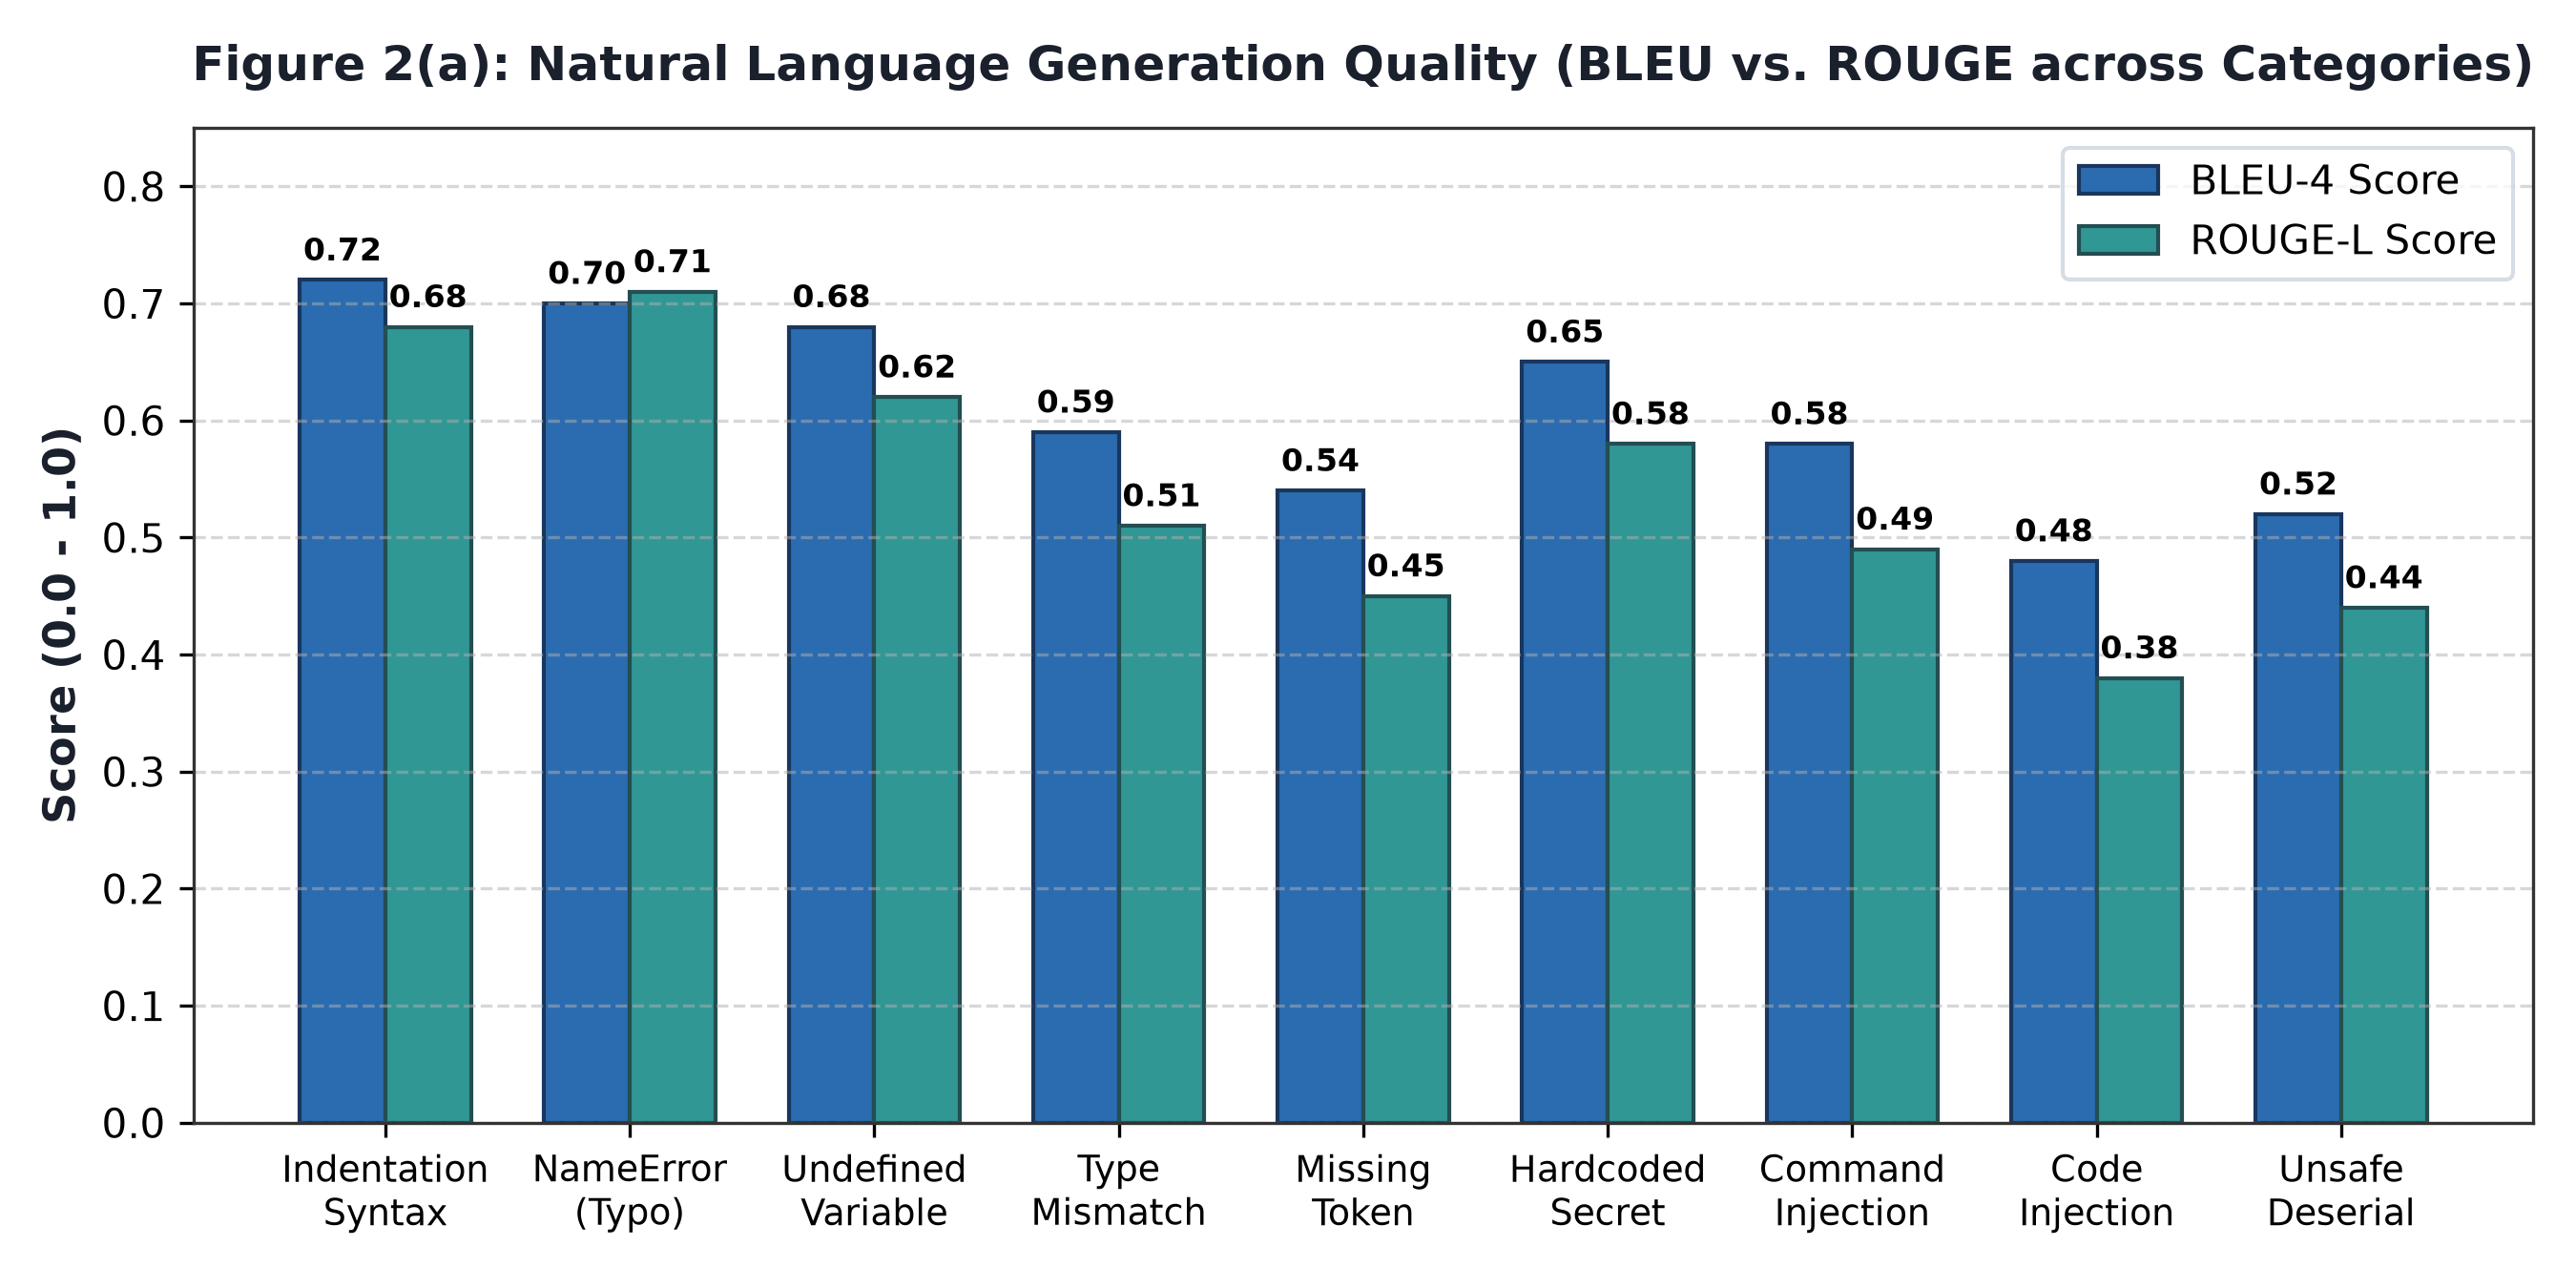 Figure 2(a): Natural Language Generation Quality (BLEU vs. ROUGE across Categories)
BLEU-4 Score
ROUGE-L Score
Score (0.0 - 1.0)
0.8
0.7
0.6
0.5
0.4
0.3
0.2
0.1
0.0
0.72
0.68
0.70
0.71
0.68
0.62
0.59
0.51
0.54
0.45
0.65
0.58
0.58
0.49
0.48
0.38
0.52
0.44
Indentation
Syntax
NameError
(Typo)
Undefined
Variable
Type
Mismatch
Missing
Token
Hardcoded
Secret
Command
Injection
Code
Injection
Unsafe
Deserial